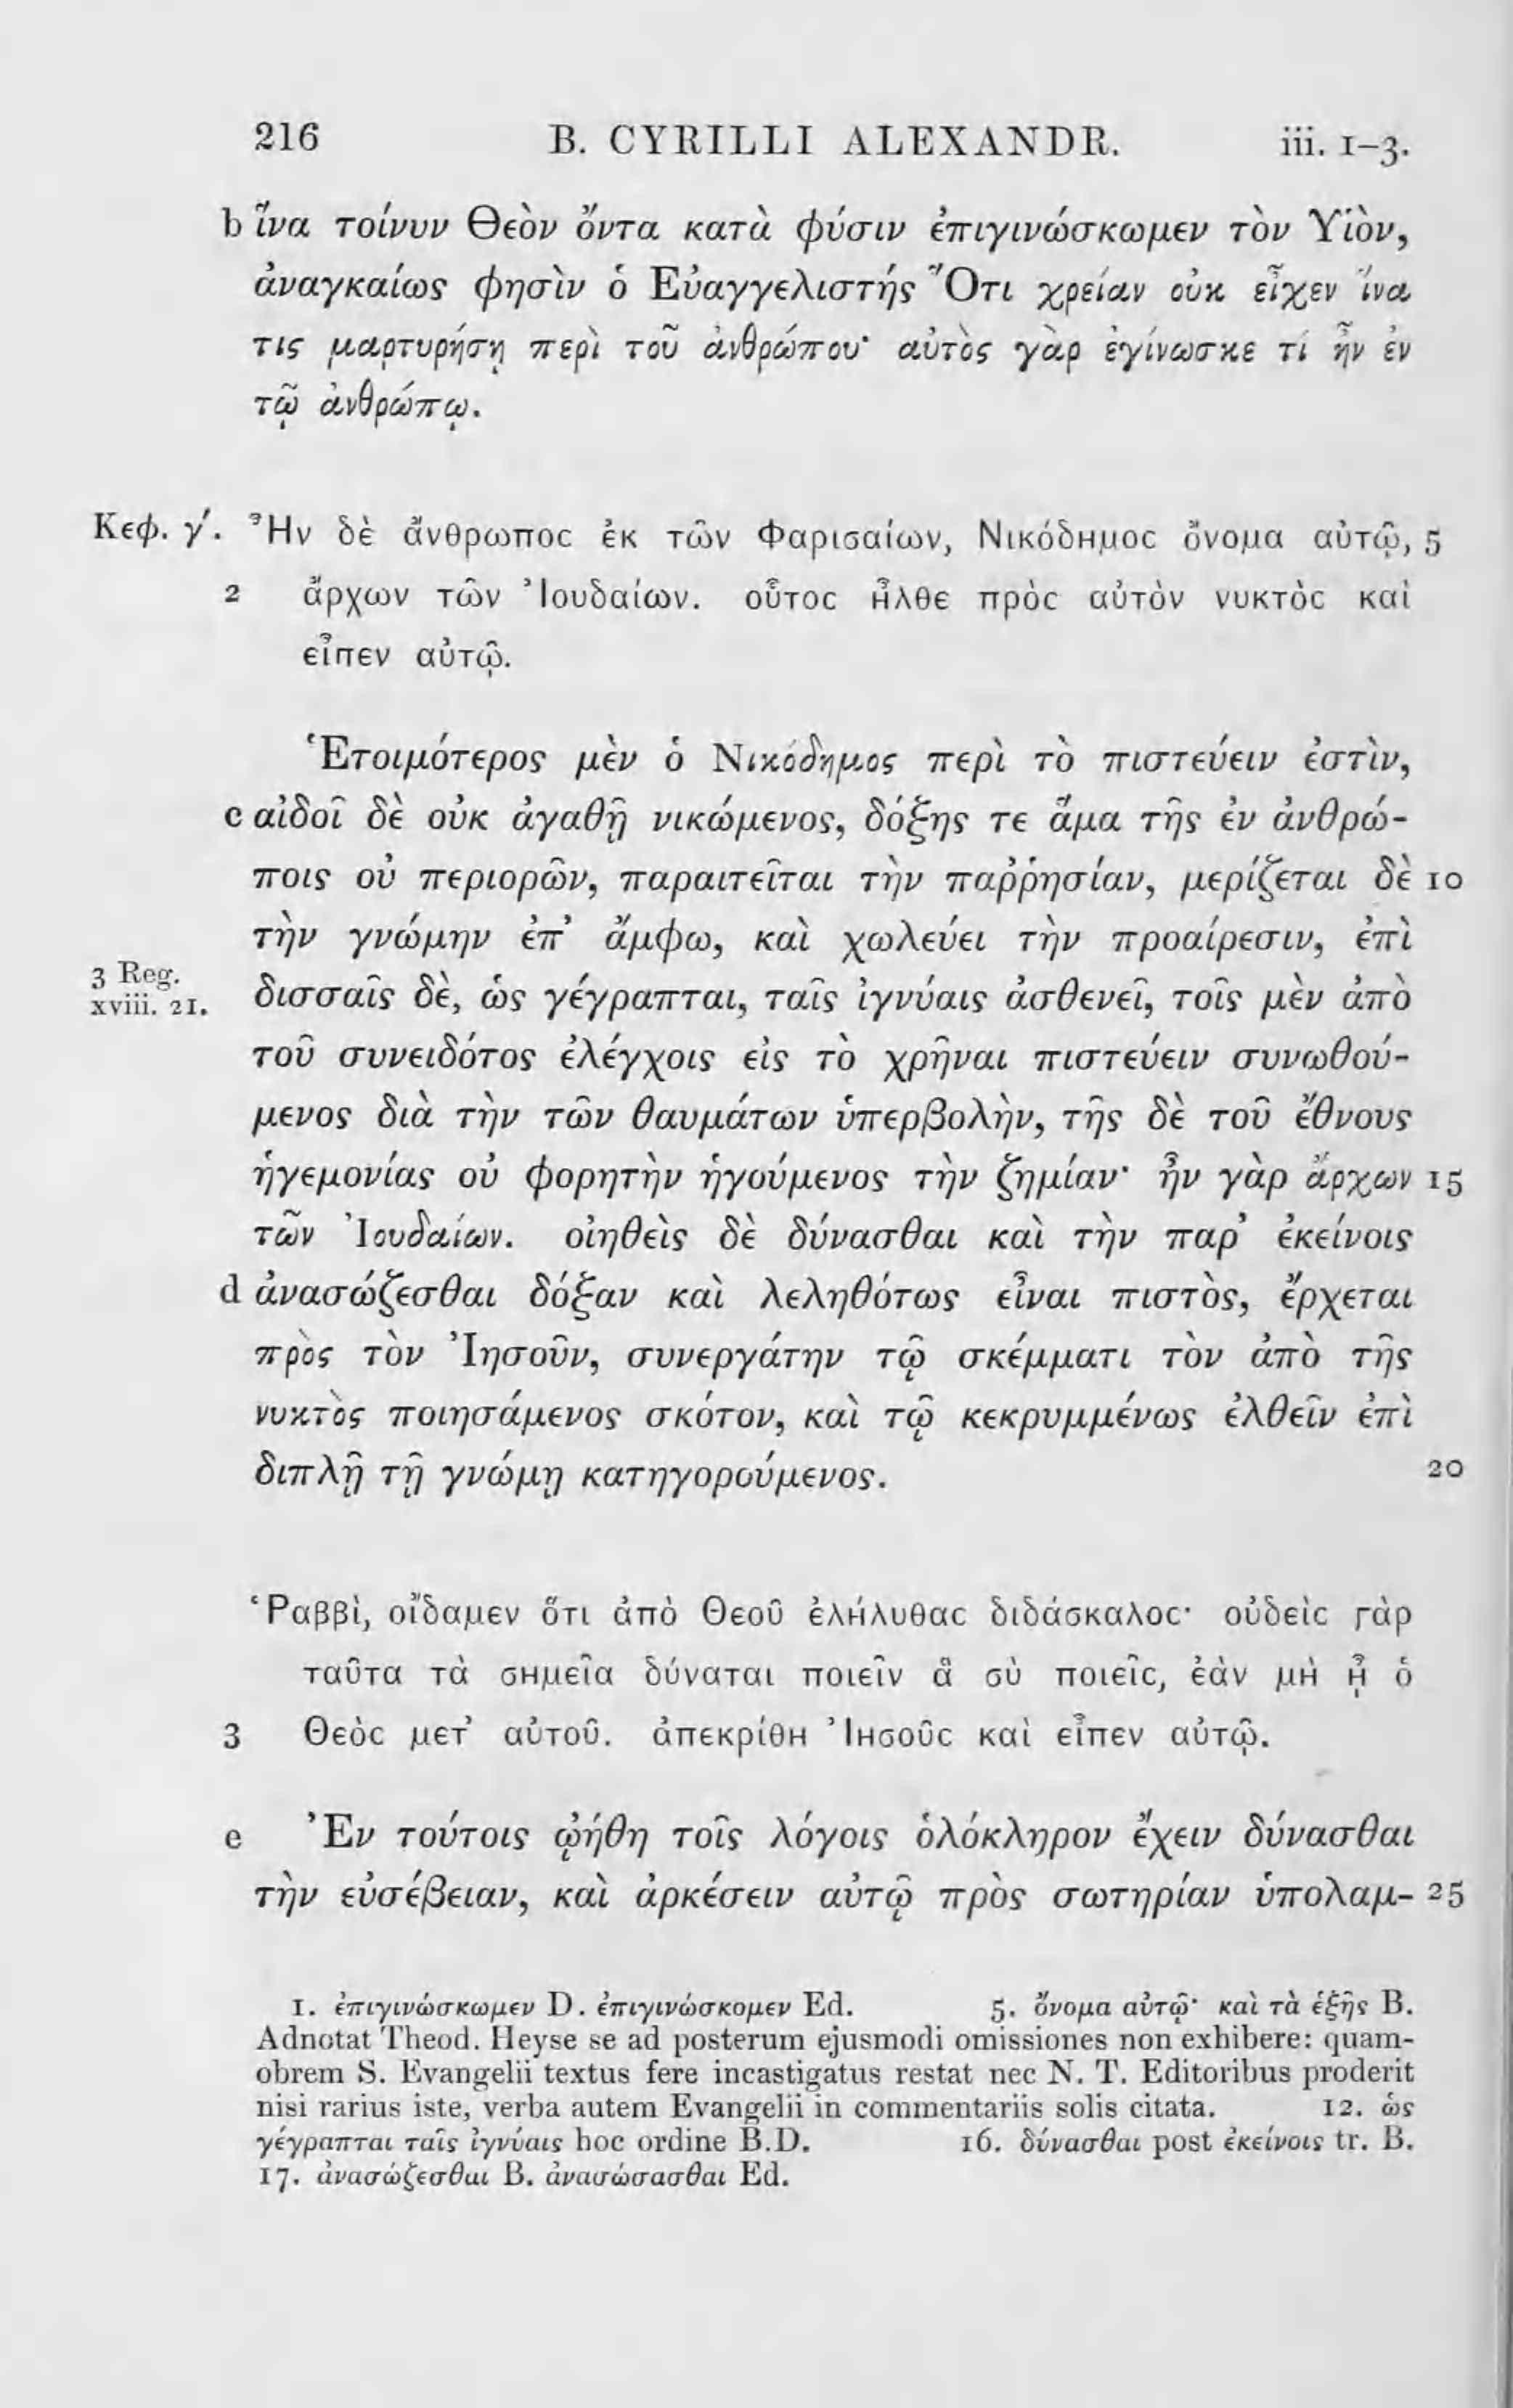 216 B. CYRILLI ALEXANDR. iii. 1-3.
b ἵνα τοίνυν Θεὸν ὄντα κατὰ φύσιν ἐπιγινώσκωμεν τὸν Υἱὸν,
ἀναγκαίως φησὶν ὁ Εὐαγγελιστής Ὅτι χρείαν οὐκ εἶχεν ἵνα
τις μαρτυρήσῃ περὶ τοῦ ἀνθρώπου· αὐτὸς γὰρ ἐγίνωσκε τί ἦν ἐν
τῷ ἀνθρώπῳ.
Κεφ. γ΄. Ἦν δὲ ἄνθρωπος ἐκ τῶν Φαρισαίων, Νικόδημος ὄνομα αὐτῷ, 5
2 ἄρχων τῶν Ἰουδαίων. οὗτος ἦλθε πρὸς αὐτὸν νυκτὸς καὶ
εἶπεν αὐτῷ.
Ἑτοιμότερος μὲν ὁ Νικόδημος περὶ τὸ πιστεύειν ἐστὶν,
c αἰδοῖ δὲ οὐκ ἀγαθῇ νικώμενος, δόξης τε ἅμα τῆς ἐν ἀνθρώ-
ποις οὐ περιορῶν, παραιτεῖται τὴν παῤῥησίαν, μερίζεται δὲ 10
τὴν γνώμην ἐπ' ἄμφω, καὶ χωλεύει τὴν προαίρεσιν, ἐπὶ
3 Reg. xviii. 21. δισσαῖς δὲ, ὡς γέγραπται, ταῖς ἰγνύαις ἀσθενεῖ, τοῖς μὲν ἀπὸ
τοῦ συνειδότος ἐλέγχοις εἰς τὸ χρῆναι πιστεύειν συνωθού-
μενος διὰ τὴν τῶν θαυμάτων ὑπερβολὴν, τῆς δὲ τοῦ ἔθνους
ἡγεμονίας οὐ φορητὴν ἡγούμενος τὴν ζημίαν· ἦν γὰρ ἄρχων 15
τῶν Ἰουδαίων. οἰηθεὶς δὲ δύνασθαι καὶ τὴν παρ' ἐκείνοις
d ἀνασώζεσθαι δόξαν καὶ λεληθότως εἶναι πιστὸς, ἔρχεται
πρὸς τὸν Ἰησοῦν, συνεργάτην τῷ σκέμματι τὸν ἀπὸ τῆς
νυκτὸς ποιησάμενος σκότον, καὶ τῷ κεκρυμμένως ἐλθεῖν ἐπὶ
διπλῇ τῇ γνώμῃ κατηγορούμενος. 20
Ῥαββὶ, οἴδαμεν ὅτι ἀπὸ Θεοῦ ἐλήλυθας διδάσκαλος· οὐδεὶς γὰρ
ταῦτα τὰ σημεῖα δύναται ποιεῖν ἃ σὺ ποιεῖς, ἐὰν μὴ ᾖ ὁ
3 Θεὸς μετ' αὐτοῦ. ἀπεκρίθη Ἰησοῦς καὶ εἶπεν αὐτῷ.
e Ἐν τούτοις ᾠήθη τοῖς λόγοις ὁλόκληρον ἔχειν δύνασθαι
τὴν εὐσέβειαν, καὶ ἀρκέσειν αὐτῷ πρὸς σωτηρίαν ὑπολαμ- 25
1. ἐπιγινώσκωμεν D. ἐπιγινώσκομεν Ed. 5. ὄνομα αὐτῷ· καὶ τὰ ἑξῆς B.
Adnotat Theod. Heyse se ad posterum ejusmodi omissiones non exhibere: quam-
obrem S. Evangelii textus fere incastigatus restat nec N. T. Editoribus proderit
nisi rarius iste, verba autem Evangelii in commentariis solis citata. 12. ὡς
γέγραπται ταῖς ἰγνύαις hoc ordine B.D. 16. δύνασθαι post ἐκείνοις tr. B.
17. ἀνασώζεσθαι B. ἀνασώσασθαι Ed.